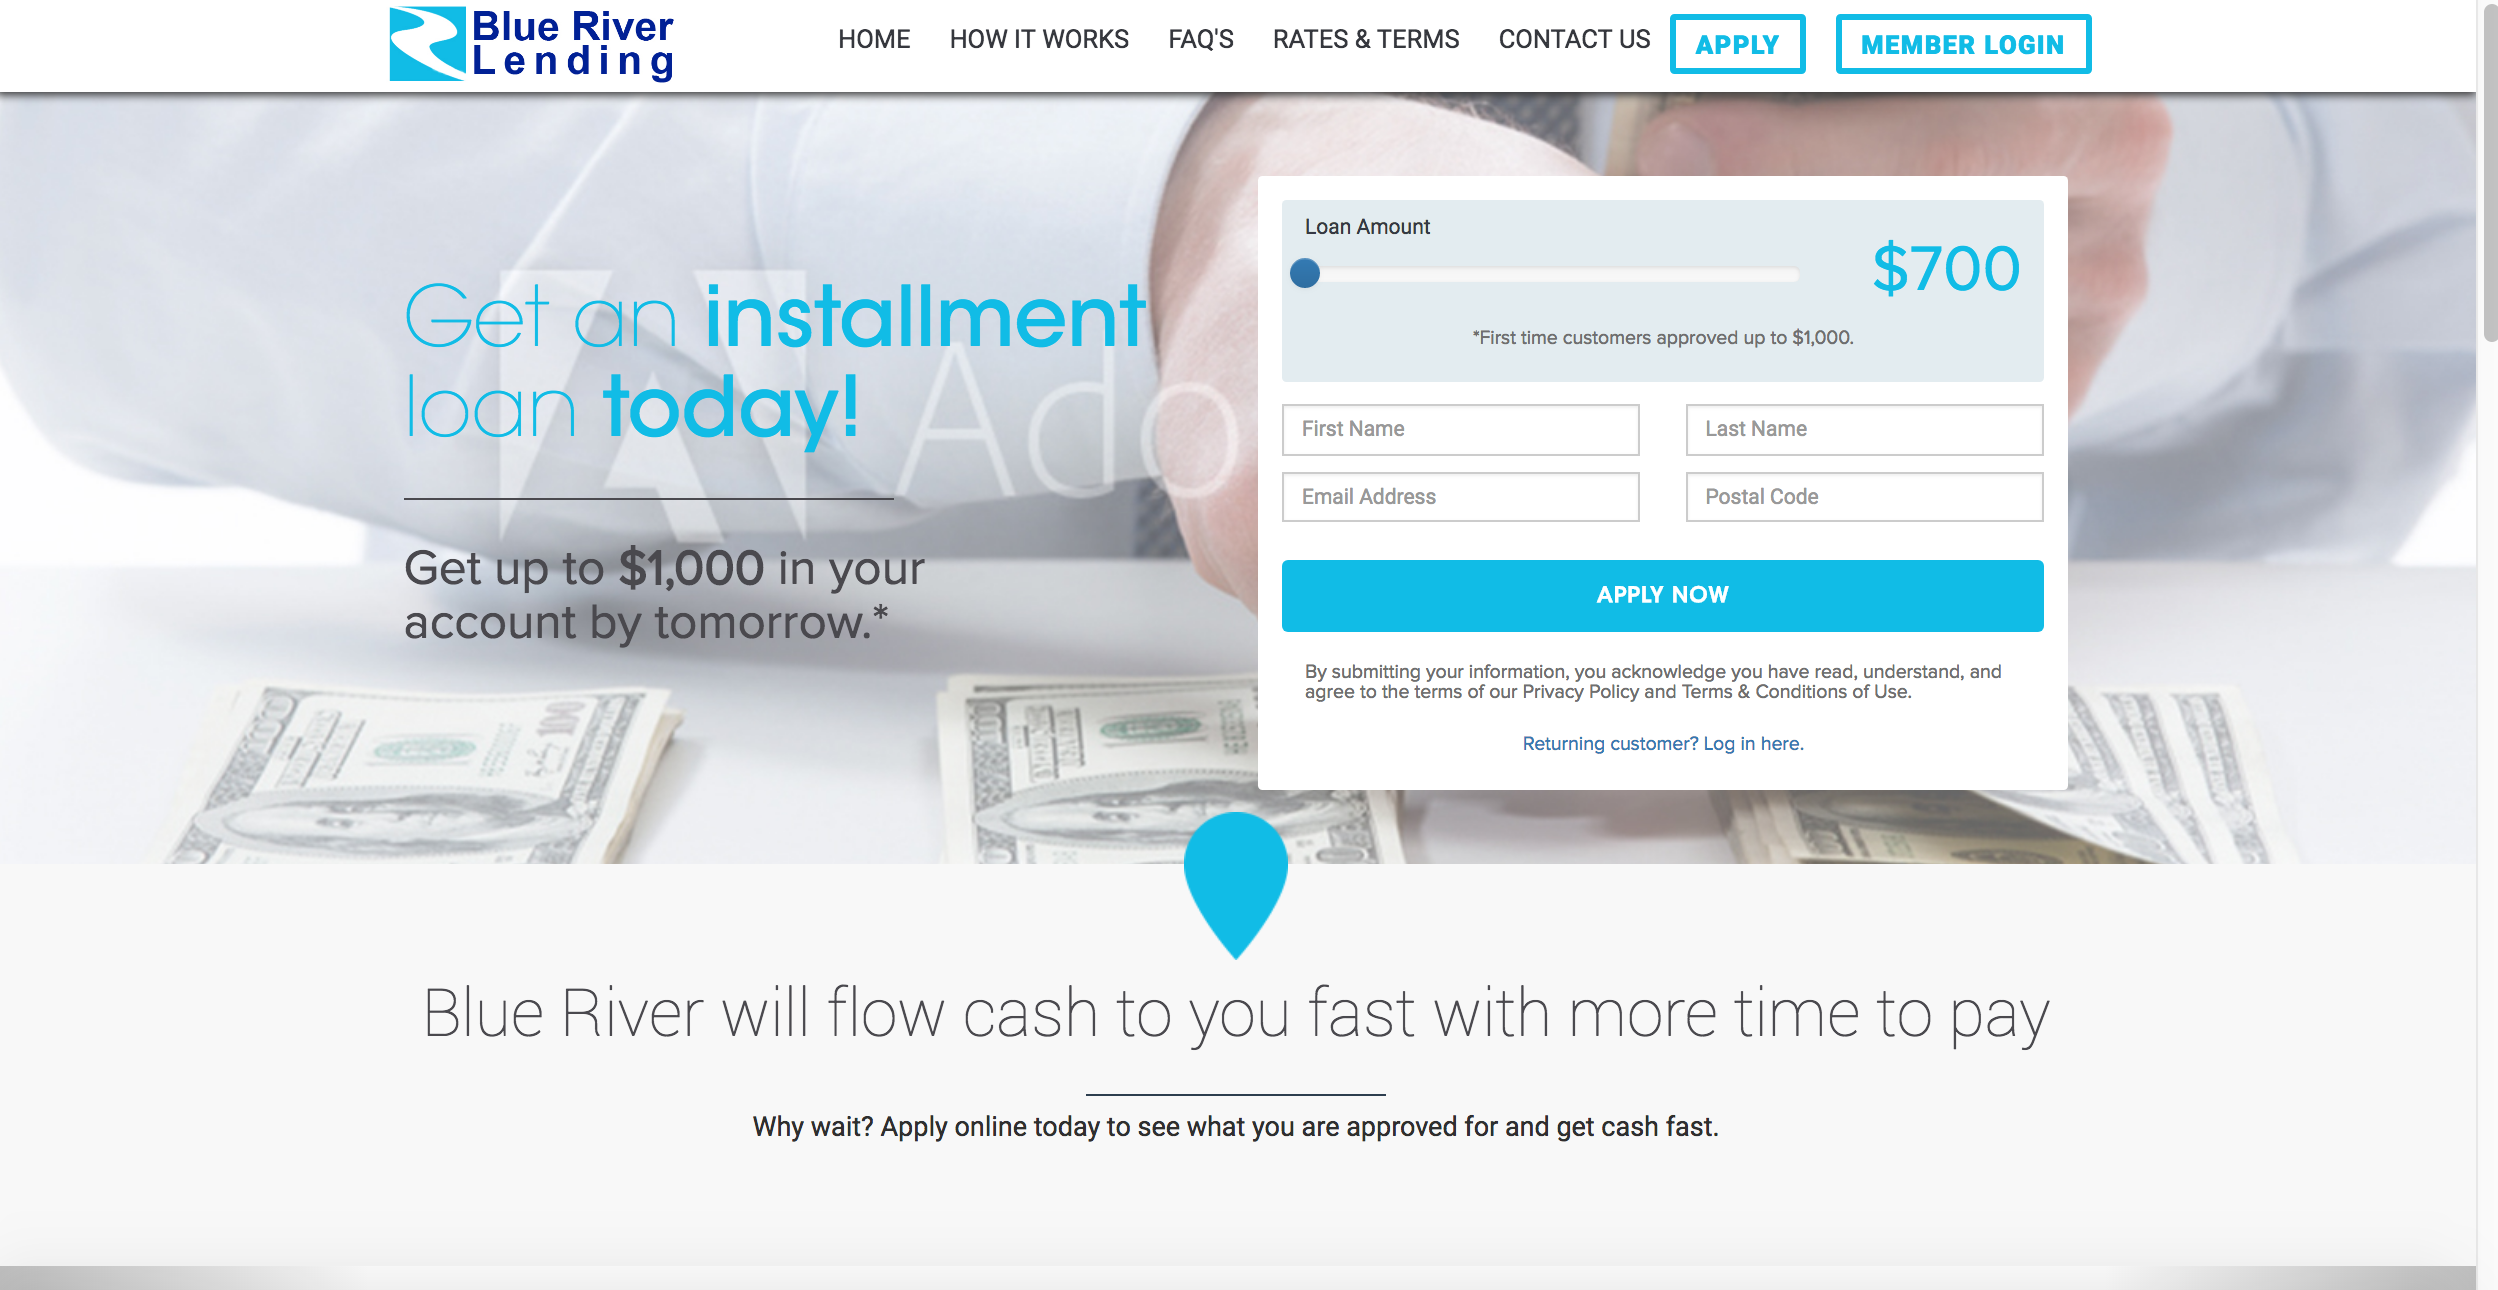 Blue River
Lending
HOME HOW IT WORKS FAQ'S RATES & TERMS CONTACT US APPLY MEMBER LOGIN
Get an installment
loan today!
Ado
Get up to $1,000 in your
account by tomorrow.*
Loan Amount
$700
*First time customers approved up to $1,000.
First Name Last Name
Email Address Postal Code
APPLY NOW
By submitting your information, you acknowledge you have read, understand, and
agree to the terms of our Privacy Policy and Terms & Conditions of Use.
Returning customer? Log in here.
100
Blue River will flow cash to you fast with more time to pay
Why wait? Apply online today to see what you are approved for and get cash fast.